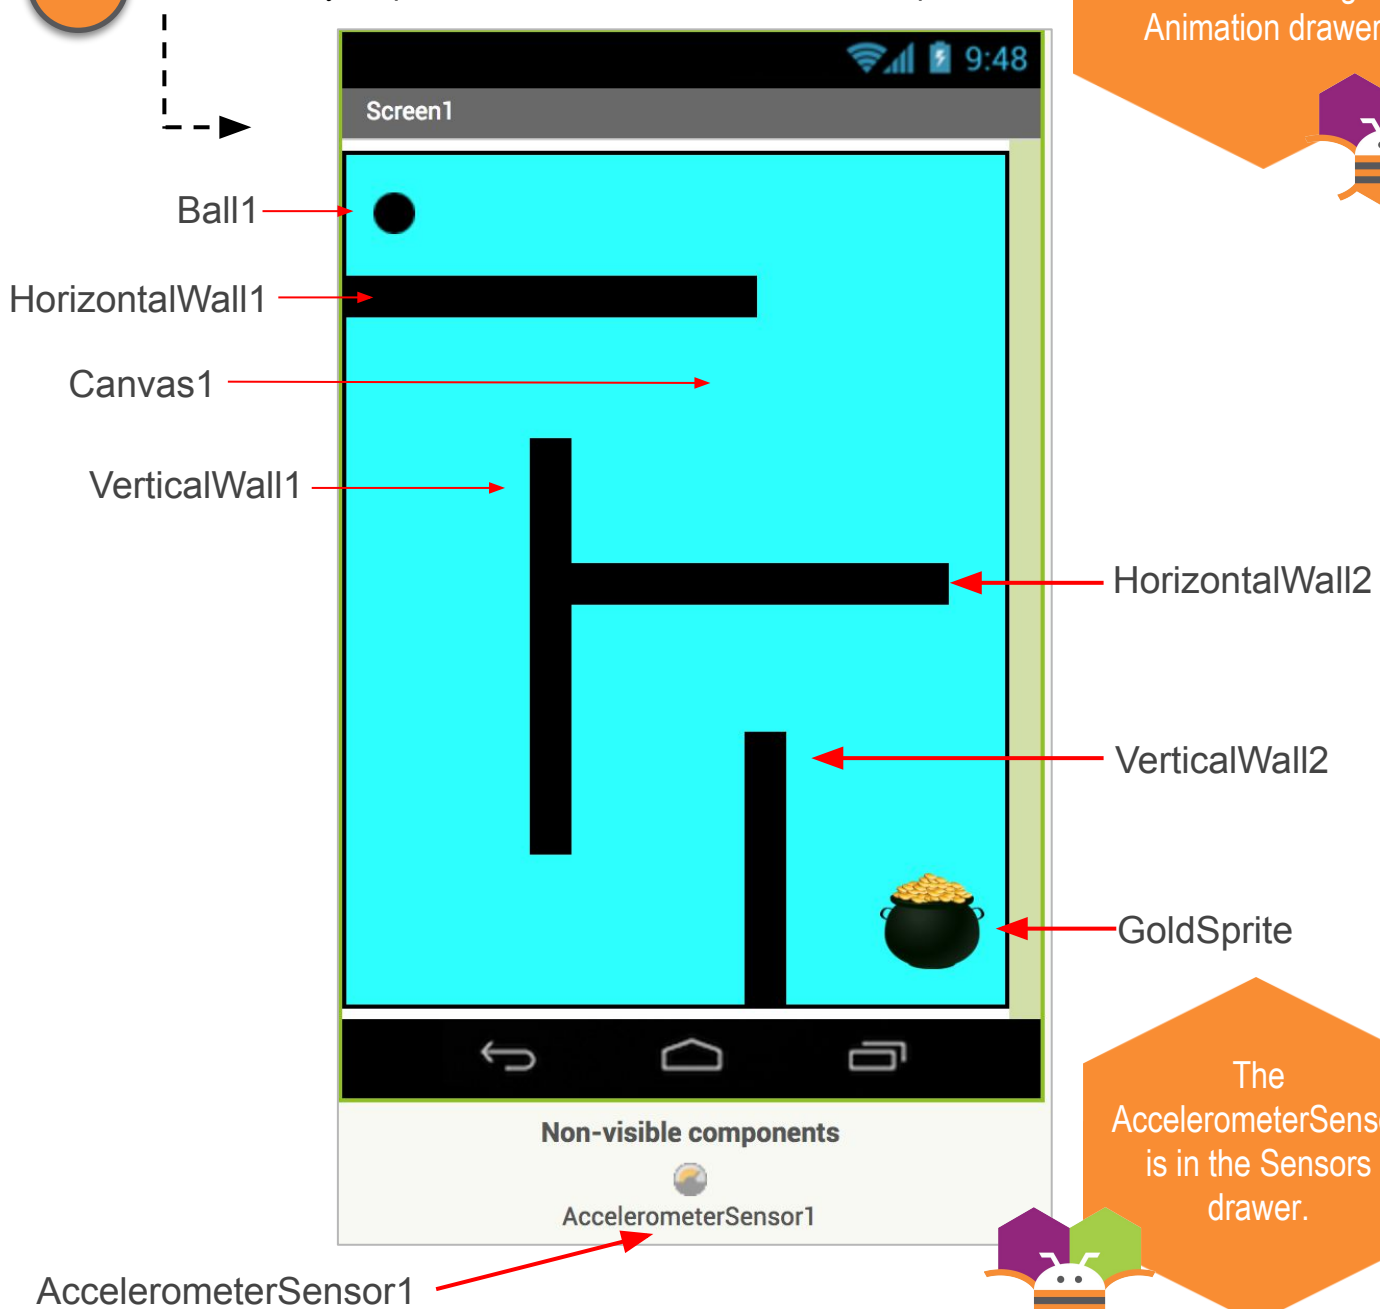 Animation drawer
9:48
Screen1
Ball1
HorizontalWall1
Canvas1
VerticalWall1
HorizontalWall2
VerticalWall2
GoldSprite
The
AccelerometerSenso
is in the Sensors
drawer.
Non-visible components
AccelerometerSensor1
AccelerometerSensor1